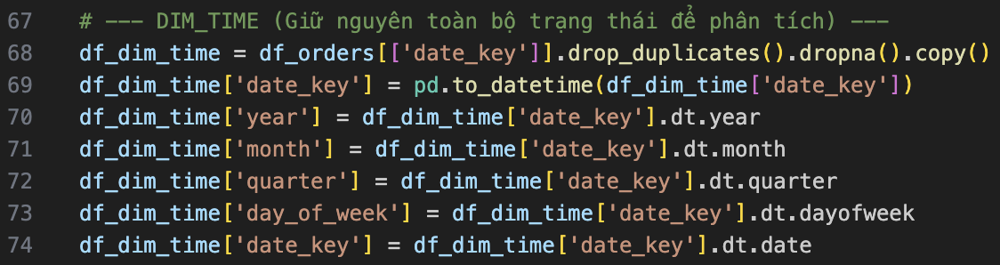 67 # --- DIM_TIME (Giữ nguyên toàn bộ trạng thái để phân tích) ---
68 df_dim_time = df_orders[['date_key']].drop_duplicates().dropna().copy()
69 df_dim_time['date_key'] = pd.to_datetime(df_dim_time['date_key'])
70 df_dim_time['year'] = df_dim_time['date_key'].dt.year
71 df_dim_time['month'] = df_dim_time['date_key'].dt.month
72 df_dim_time['quarter'] = df_dim_time['date_key'].dt.quarter
73 df_dim_time['day_of_week'] = df_dim_time['date_key'].dt.dayofweek
74 df_dim_time['date_key'] = df_dim_time['date_key'].dt.date